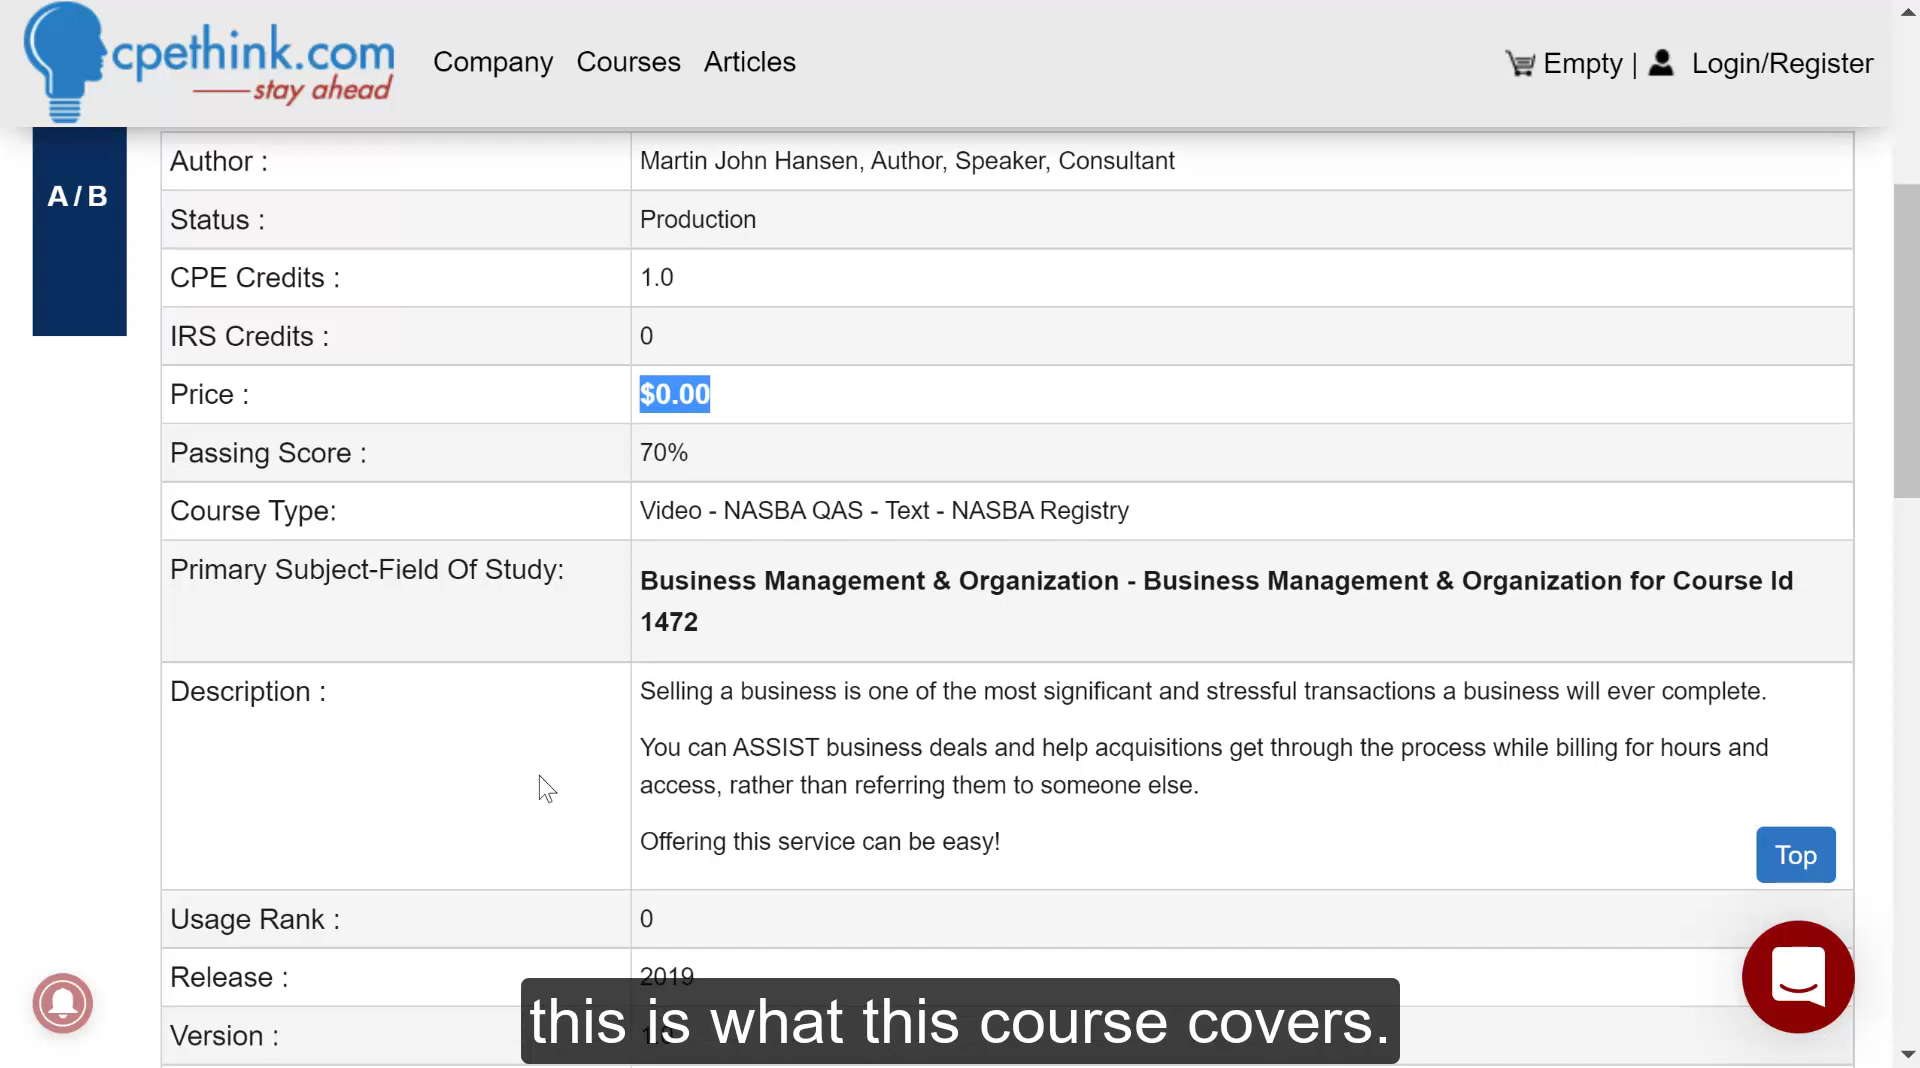 cpethink.com
stay ahead
Company Courses Articles
Empty | Login/Register
A / B
Author : Martin John Hansen, Author, Speaker, Consultant
Status : Production
CPE Credits : 1.0
IRS Credits : 0
Price : $0.00
Passing Score : 70%
Course Type: Video - NASBA QAS - Text - NASBA Registry
Primary Subject-Field Of Study: Business Management & Organization - Business Management & Organization for Course Id
1472
Description : Selling a business is one of the most significant and stressful transactions a business will ever complete.
You can ASSIST business deals and help acquisitions get through the process while billing for hours and
access, rather than referring them to someone else.
Offering this service can be easy!
Top
Usage Rank : 0
Release : 2019
Version :
this is what this course covers.